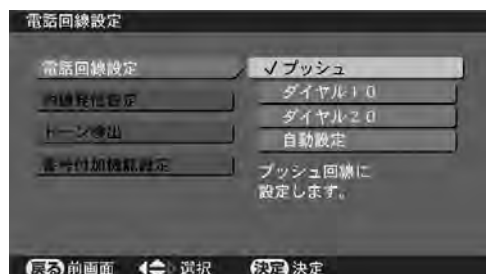 電話回線設定
電話回線設定
内線発信設定
トーン検出
番号付加機能設定
✓プッシュ
ダイヤル10
ダイヤル20
自動設定
プッシュ回線に
設定します。
戻る 前画面 選択 決定 決定